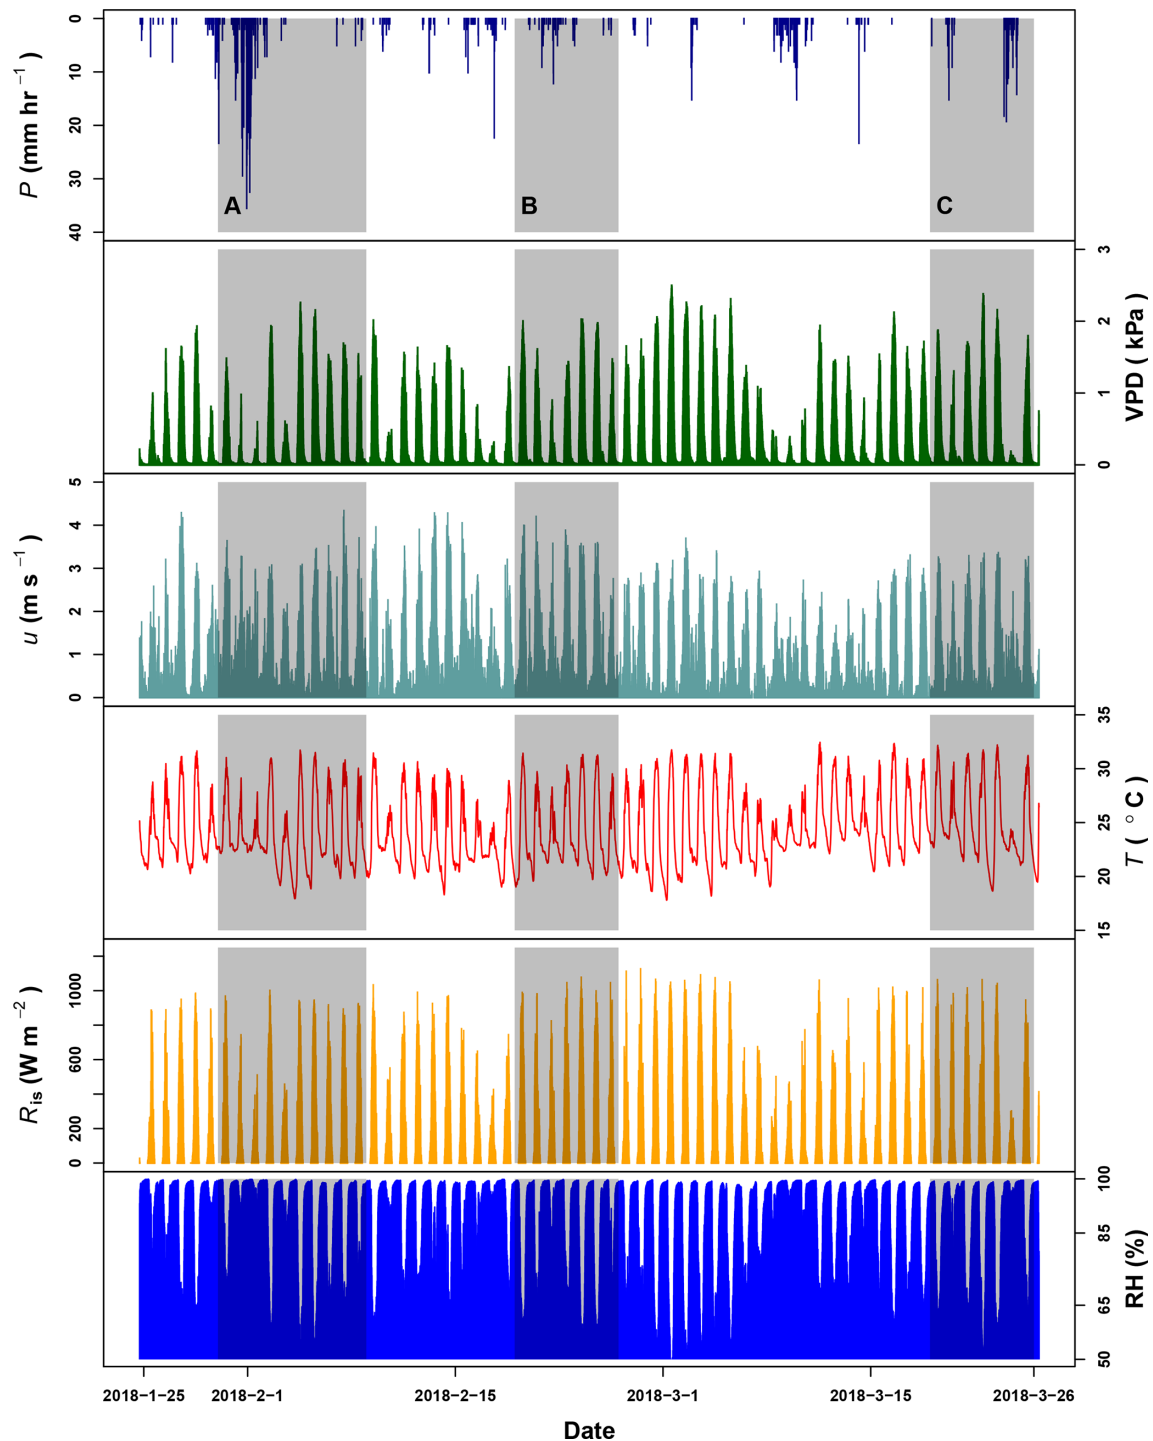 P (mm hr −1 )
0
10
20
30
40
A
B
C
VPD ( kPa )
3
2
1
0
u (m s −1 )
5
4
3
2
1
0
T ( ° C )
35
30
25
20
15
Ris (W m−2 )
1000
600
200
0
RH (%)
100
85
65
50
2018−1−25 2018−2−1 2018−2−15 2018−3−1 2018−3−15 2018−3−26
Date